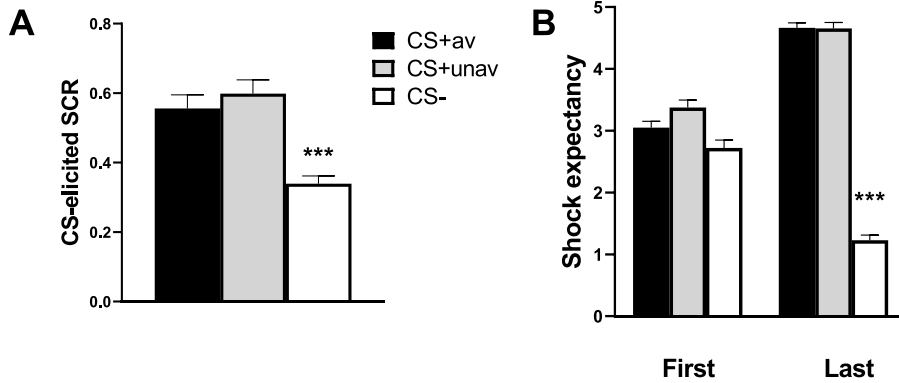 A
CS-elicited SCR
0.8
0.6
0.4
0.2
0.0
***
CS+av
CS+unav
CS-
B
Shock expectancy
5
4
3
2
1
0
***
First
Last